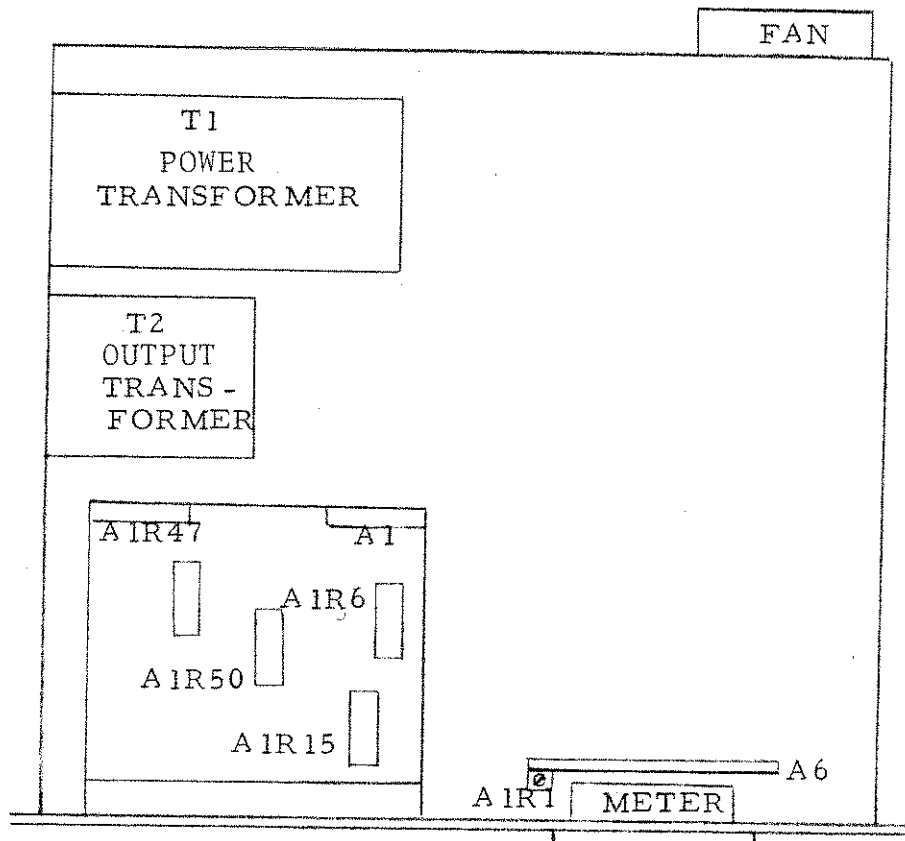 FAN
T1
POWER
TRANSFORMER
T2
OUTPUT
TRANS-
FORMER
A1R47
A1
A1R6
A1R50
A1R15
A6
A1R1
METER